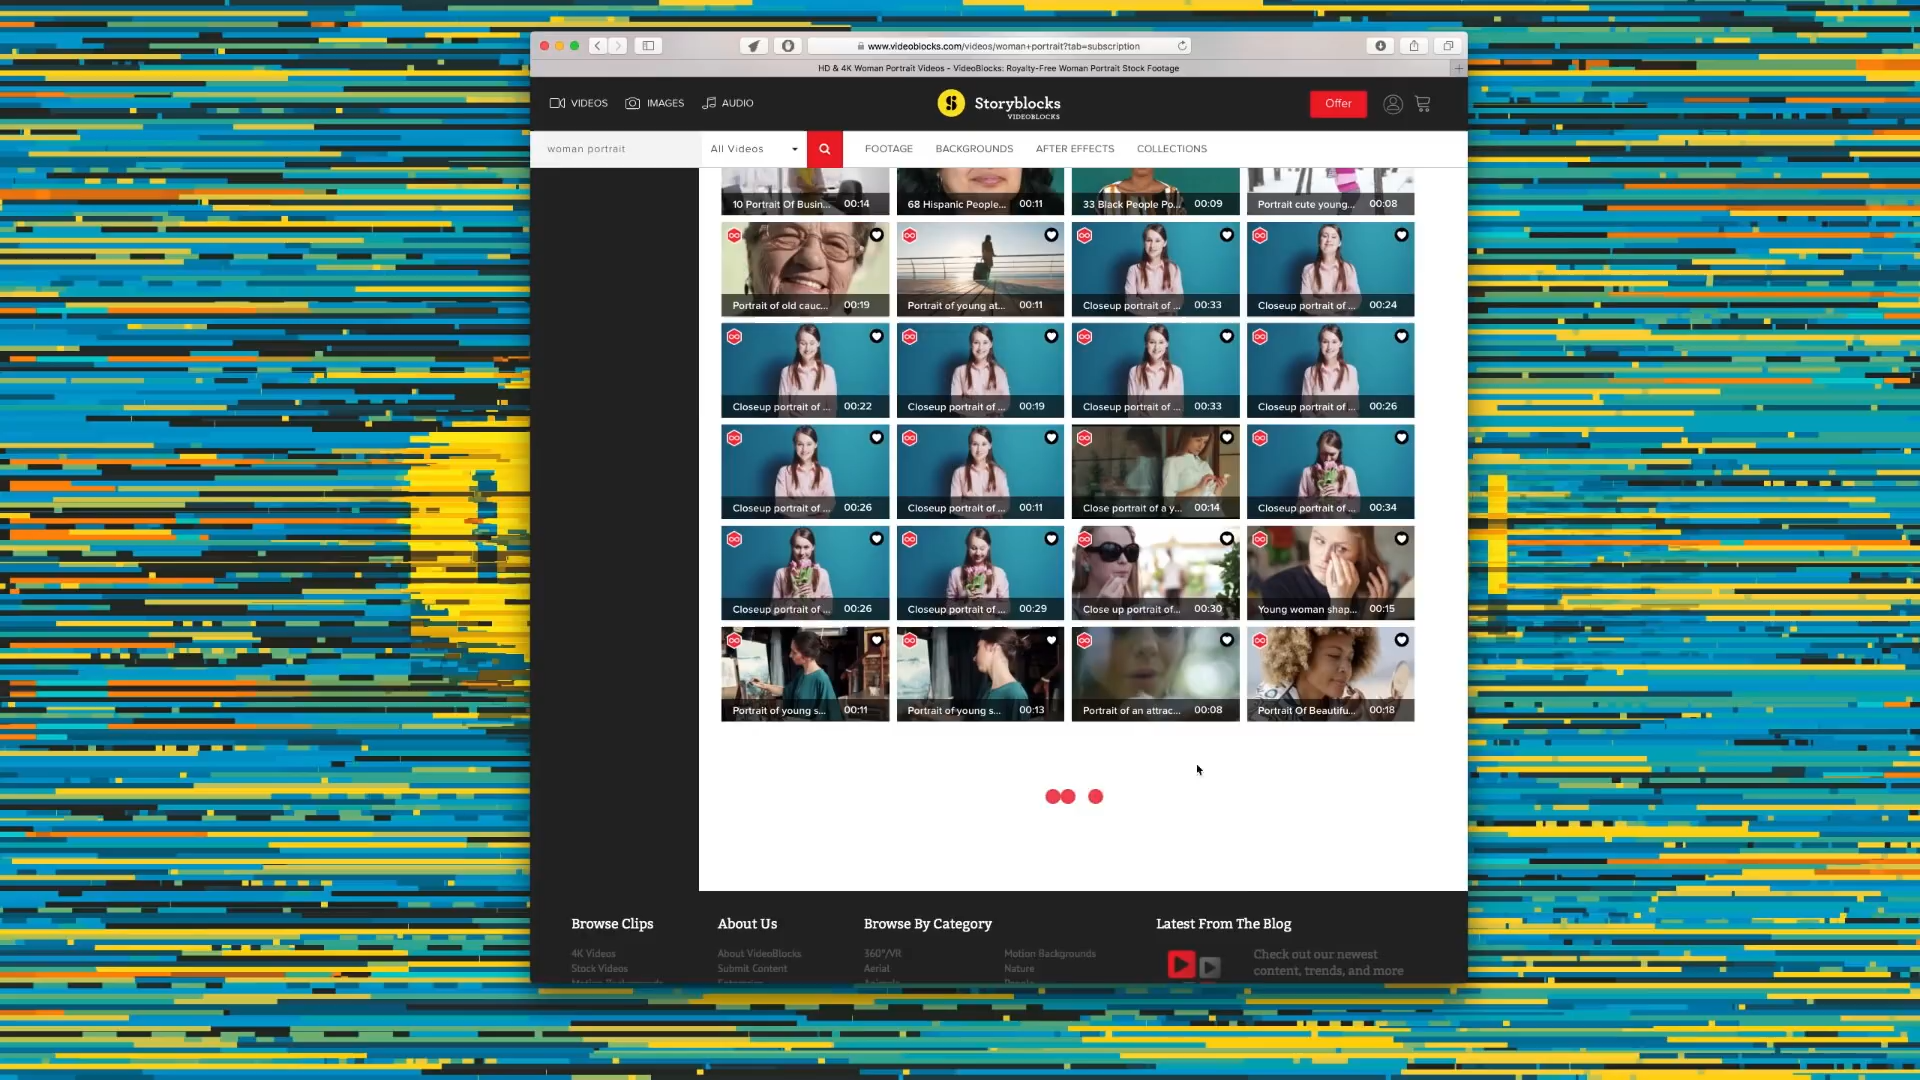 www.videoblocks.com/videos/woman+portrait?tab=subscription
HD & 4K Woman Portrait Videos - VideoBlocks: Royalty-Free Woman Portrait Stock Footage
VIDEOS IMAGES AUDIO
Storyblocks
VIDEOBLOCKS
Offer
woman portrait
All Videos
FOOTAGE BACKGROUNDS AFTER EFFECTS COLLECTIONS
10 Portrait Of Busin... 00:14
68 Hispanic People... 00:11
33 Black People Po... 00:09
Portrait cute young... 00:08
Portrait of old cauc... 00:19
Portrait of young at... 00:11
Closeup portrait of ... 00:33
Closeup portrait of ... 00:24
Closeup portrait of ... 00:22
Closeup portrait of ... 00:19
Closeup portrait of ... 00:33
Closeup portrait of ... 00:26
Closeup portrait of ... 00:26
Closeup portrait of ... 00:11
Close portrait of a y... 00:14
Closeup portrait of ... 00:34
Closeup portrait of ... 00:26
Closeup portrait of ... 00:29
Close up portrait of... 00:30
Young woman shap... 00:15
Portrait of young s... 00:11
Portrait of young s... 00:13
Portrait of an attrac... 00:08
Portrait Of Beautifu... 00:18
Browse Clips
4K Videos
Stock Videos
About Us
About VideoBlocks
Submit Content
Browse By Category
360°/VR
Aerial
Motion Backgrounds
Nature
Latest From The Blog
Check out our newest
content, trends, and more